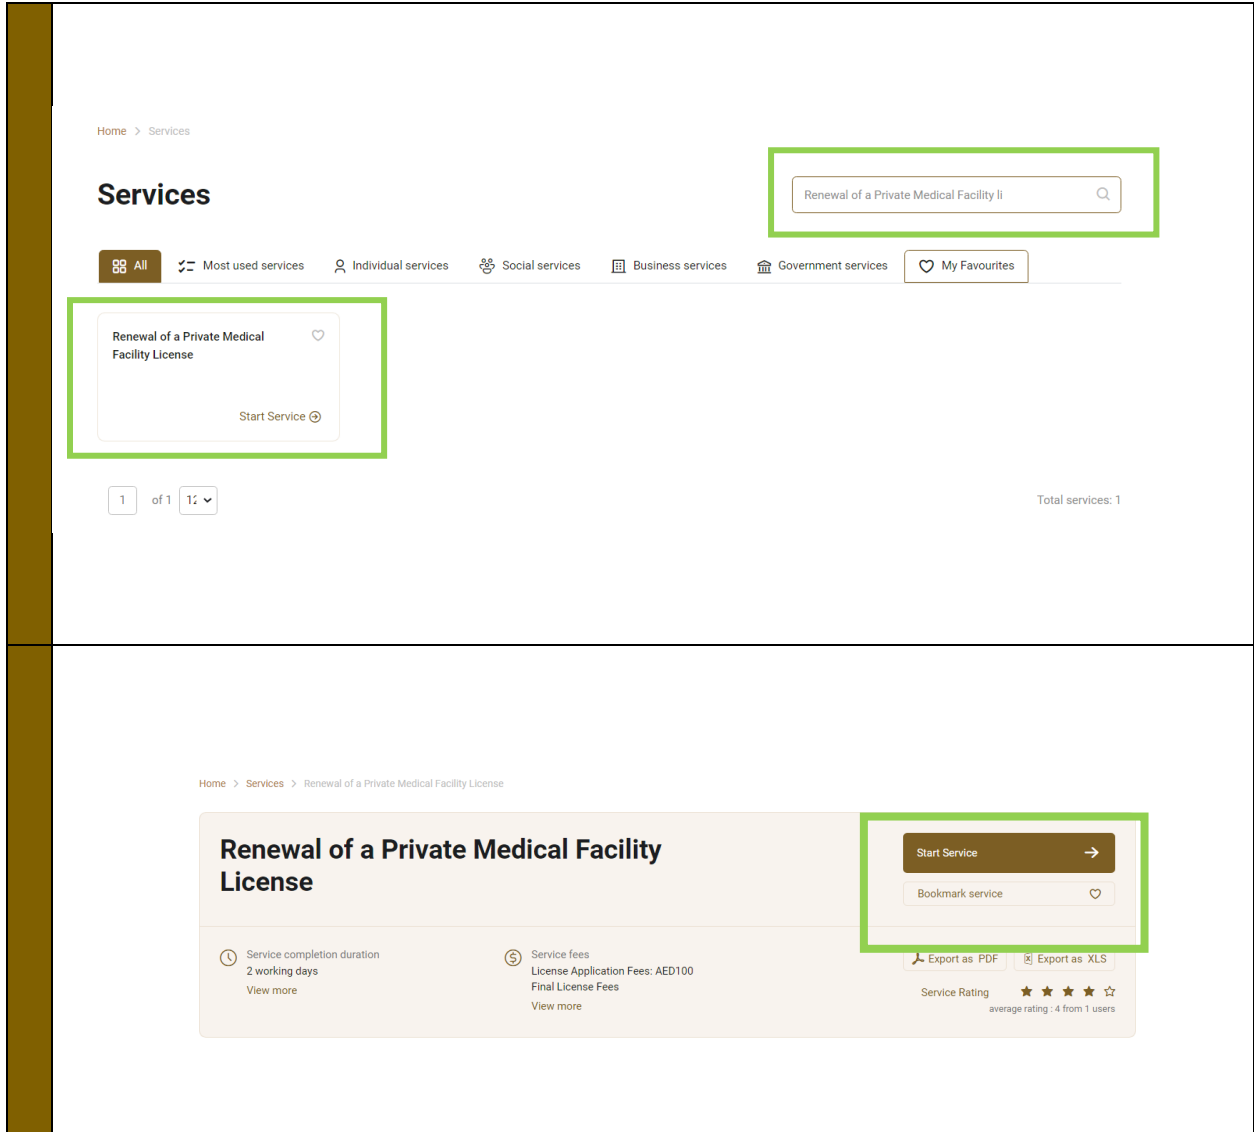 Home > Services
Services
Renewal of a Private Medical Facility li
All
Most used services
Individual services
Social services
Business services
Government services
My Favourites
Renewal of a Private Medical
Facility License
Start Service
1 of 1 12
Total services: 1
Home > Services > Renewal of a Private Medical Facility License
Renewal of a Private Medical Facility
License
Start Service
Bookmark service
Service completion duration
2 working days
View more
Service fees
License Application Fees: AED100
Final License Fees
View more
Export as PDF
Export as XLS
Service Rating
average rating : 4 from 1 users